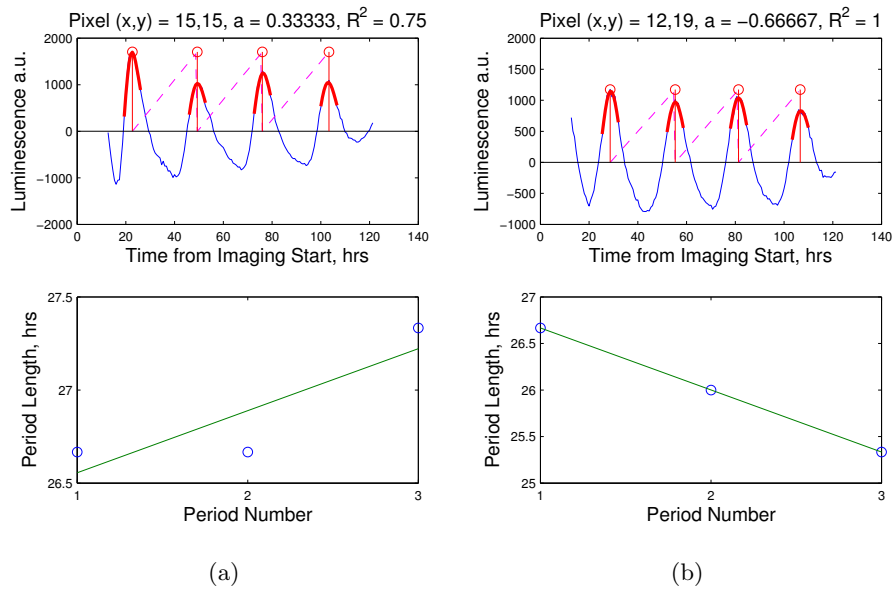 Pixel (x,y) = 15,15, a = 0.33333, R² = 0.75
2000
1000
0
−1000
−2000
Luminescence a.u.
0 20 40 60 80 100 120 140
Time from Imaging Start, hrs
27.5
27
26.5
Period Length, hrs
1 2 3
Period Number
(a)
Pixel (x,y) = 12,19, a = −0.66667, R² = 1
2000
1500
1000
500
0
−500
−1000
Luminescence a.u.
0 20 40 60 80 100 120 140
Time from Imaging Start, hrs
27
26.5
26
25.5
25
Period Length, hrs
1 2 3
Period Number
(b)